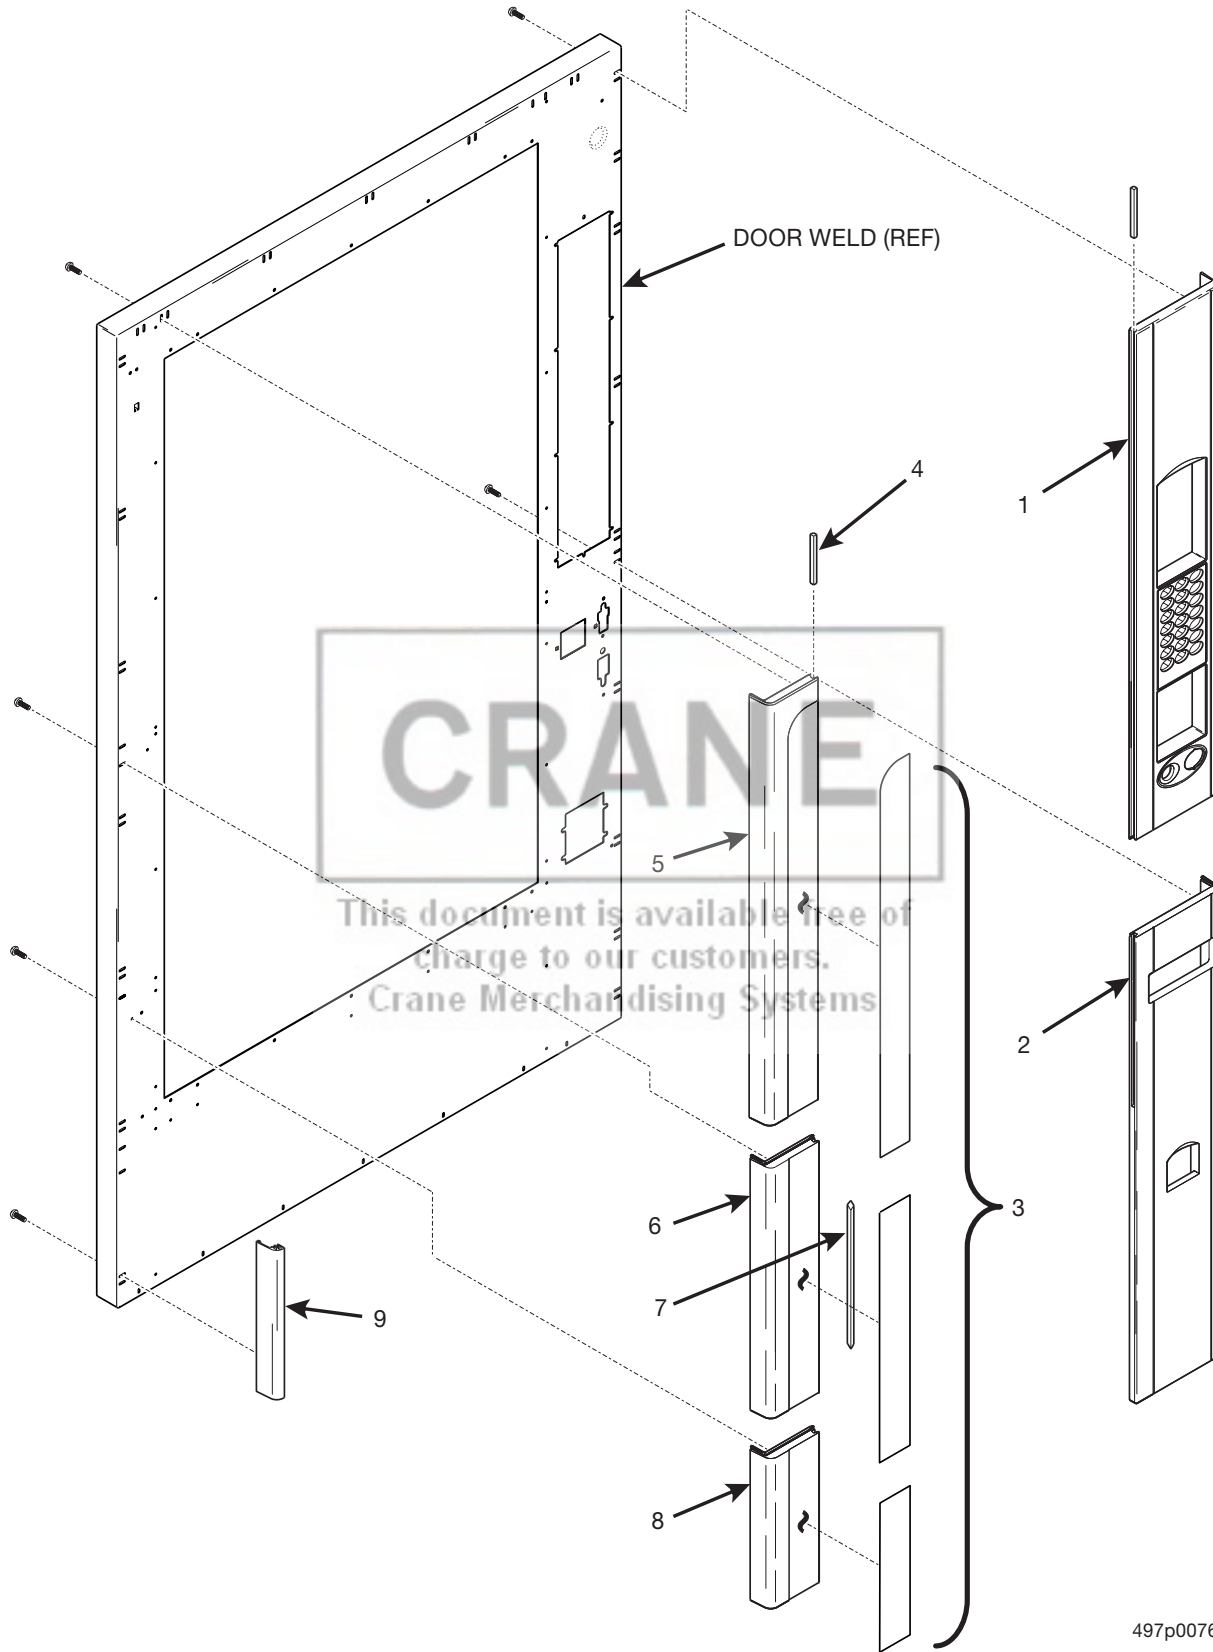 DOOR WELD (REF)
4
1
CRANE
5
This document is available free of
charge to our customers.
Crane Merchandising Systems
2
3
6
7
9
8
497p0076